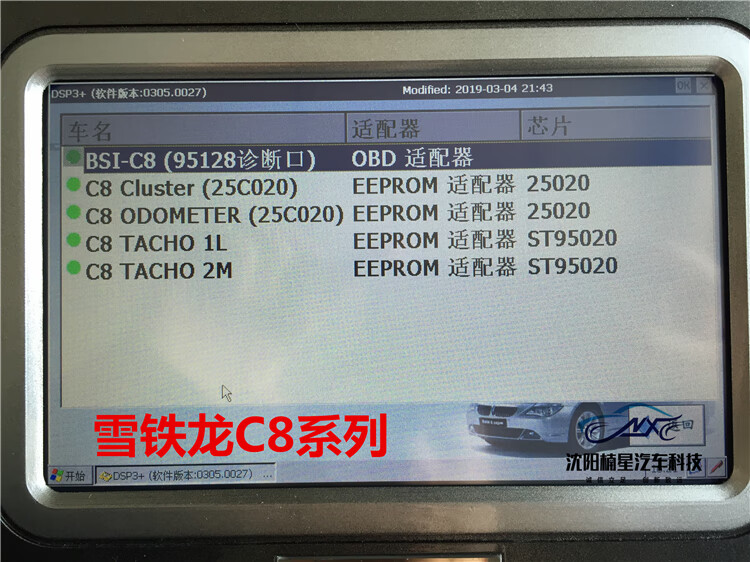 DSP3+ (软件版本:0305.0027) Modified: 2019-03-04 21:43 OK ×
车名 适配器 芯片
BSI-C8 (95128诊断口) OBD 适配器
C8 Cluster (25C020) EEPROM 适配器 25020
C8 ODOMETER (25C020) EEPROM 适配器 25020
C8 TACHO 1L EEPROM 适配器 ST95020
C8 TACHO 2M EEPROM 适配器 ST95020
雪铁龙C8系列
NX 回
沈阳楠星汽车科技
开始 DSP3+ (软件版本:0305.0027) ...